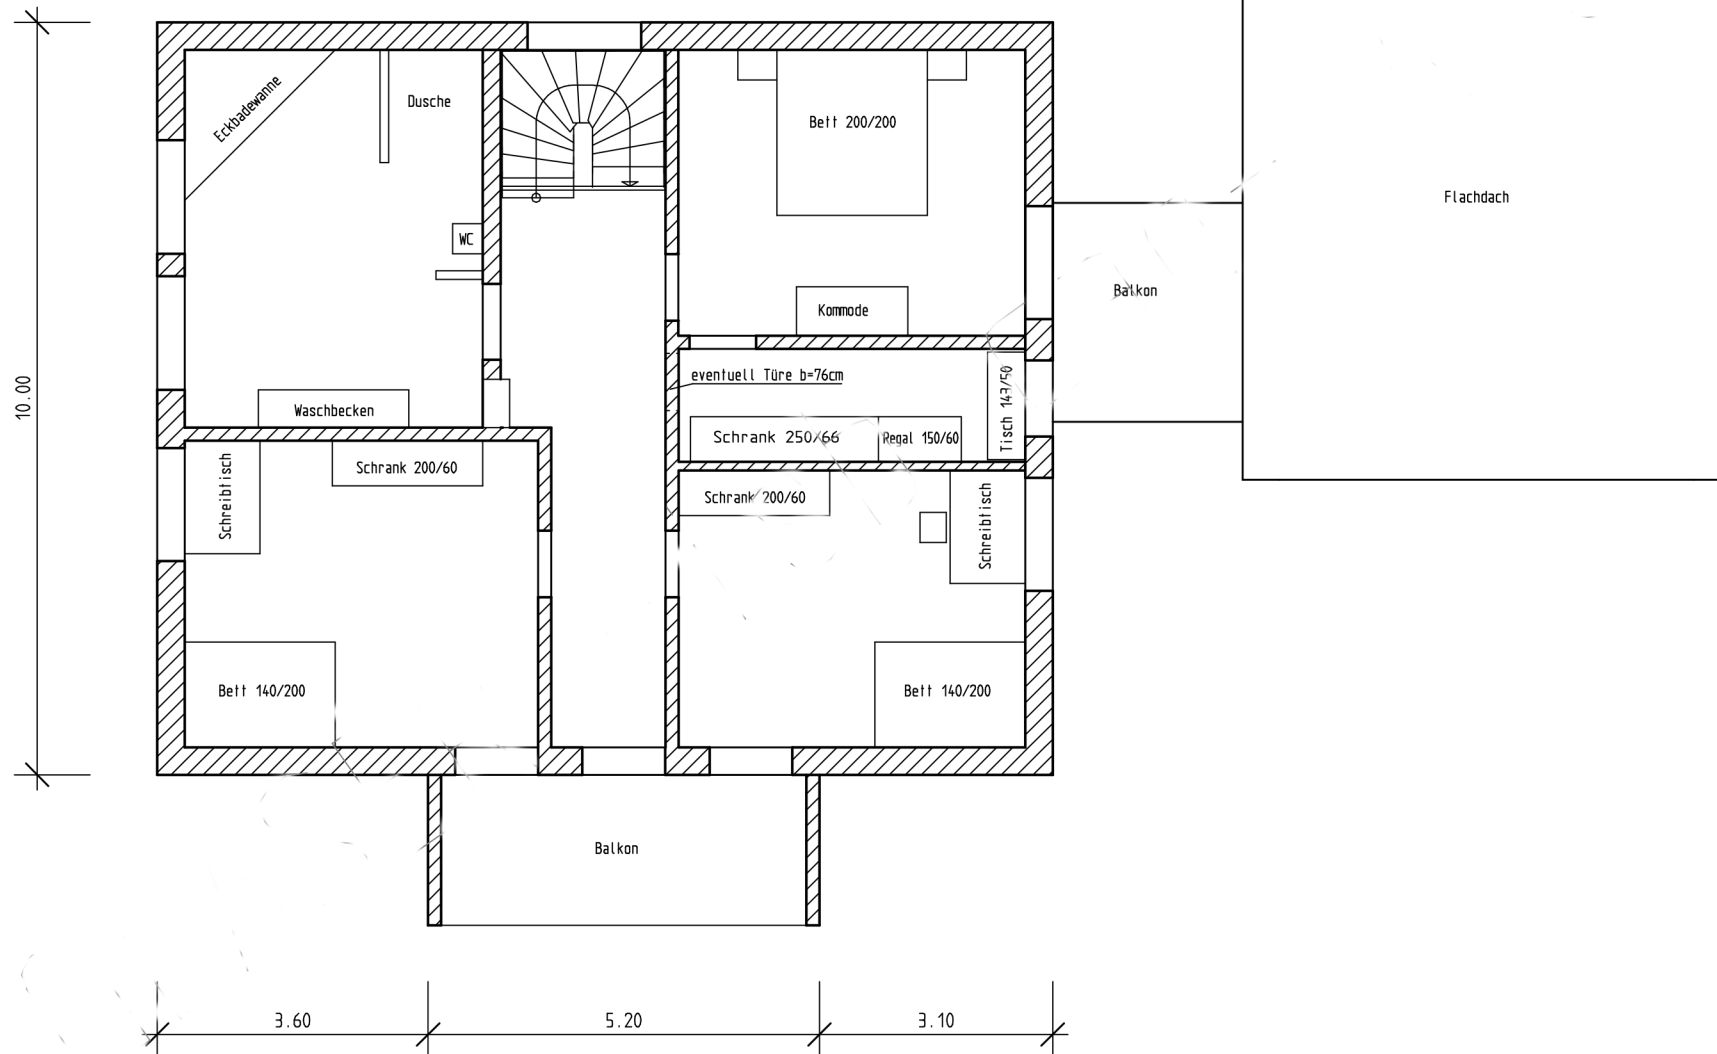 Eckbadewanne
Dusche
Bett 200/200
Flachdach
WC
Balkon
Kommode
eventuell Türe b=76cm
10.00
Waschbecken
Schrank 250/66
Regal 150/60
Tisch 143/50
Schreibtisch
Schrank 200/60
Schrank 200/60
Schreibtisch
Bett 140/200
Bett 140/200
Balkon
3.60
5.20
3.10